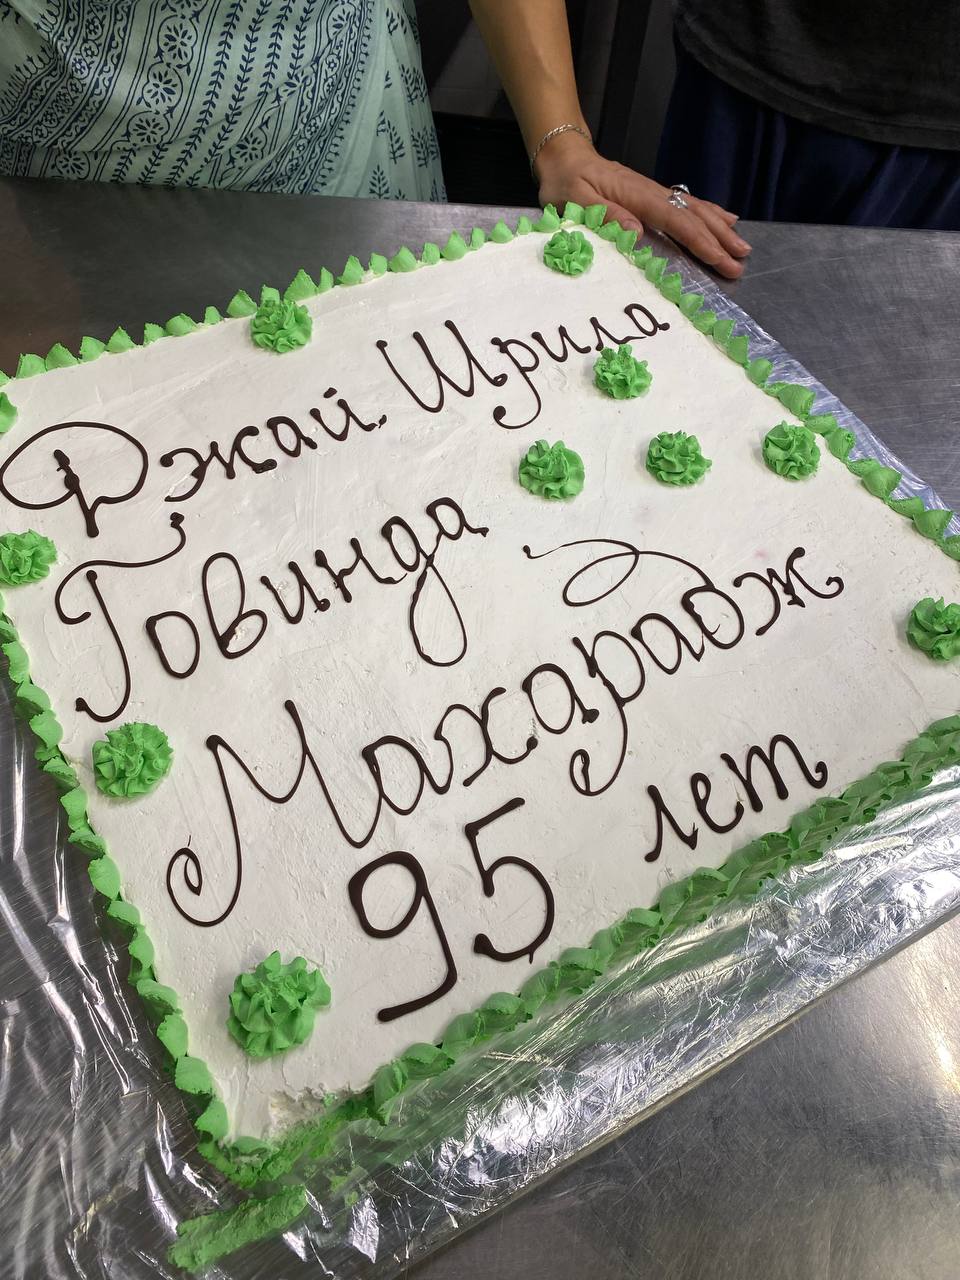 Джай Шрила
Говинда
Махарадж
95 лет